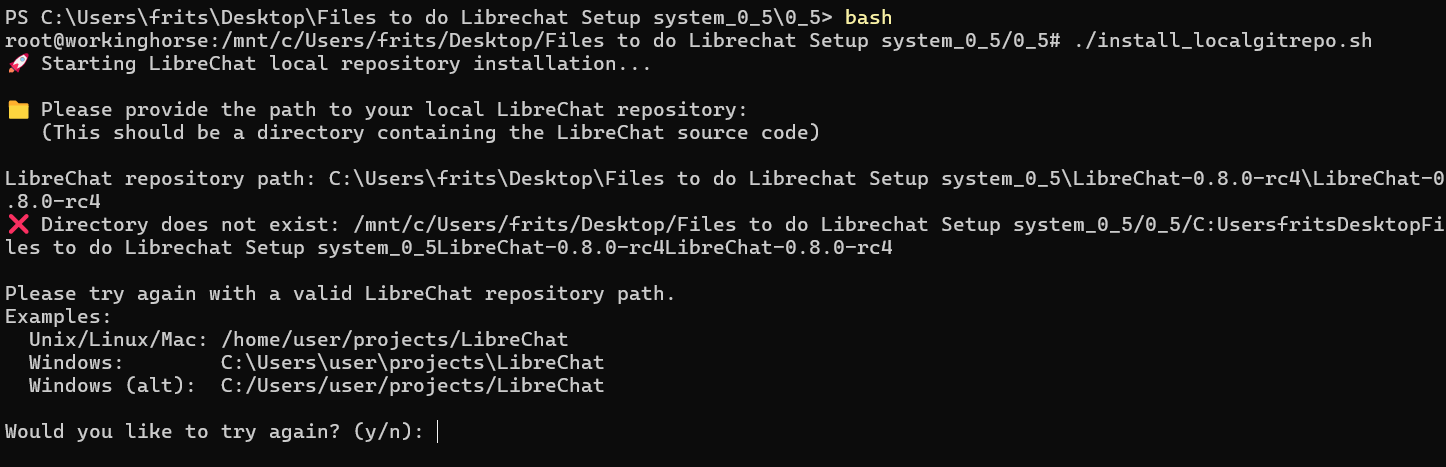 PS C:\Users\frits\Desktop\Files to do Librechat Setup system_0_5\0_5> bash
root@workinghorse:/mnt/c/Users/frits/Desktop/Files to do Librechat Setup system_0_5/0_5# ./install_localgitrepo.sh
🚀 Starting LibreChat local repository installation...
📁 Please provide the path to your local LibreChat repository:
(This should be a directory containing the LibreChat source code)
LibreChat repository path: C:\Users\frits\Desktop\Files to do Librechat Setup system_0_5\LibreChat-0.8.0-rc4\LibreChat-0
.8.0-rc4
❌ Directory does not exist: /mnt/c/Users/frits/Desktop/Files to do Librechat Setup system_0_5/0_5/C:UsersfritsDesktopFi
les to do Librechat Setup system_0_5LibreChat-0.8.0-rc4LibreChat-0.8.0-rc4
Please try again with a valid LibreChat repository path.
Examples:
Unix/Linux/Mac: /home/user/projects/LibreChat
Windows: C:\Users\user\projects\LibreChat
Windows (alt): C:/Users/user/projects/LibreChat
Would you like to try again? (y/n):